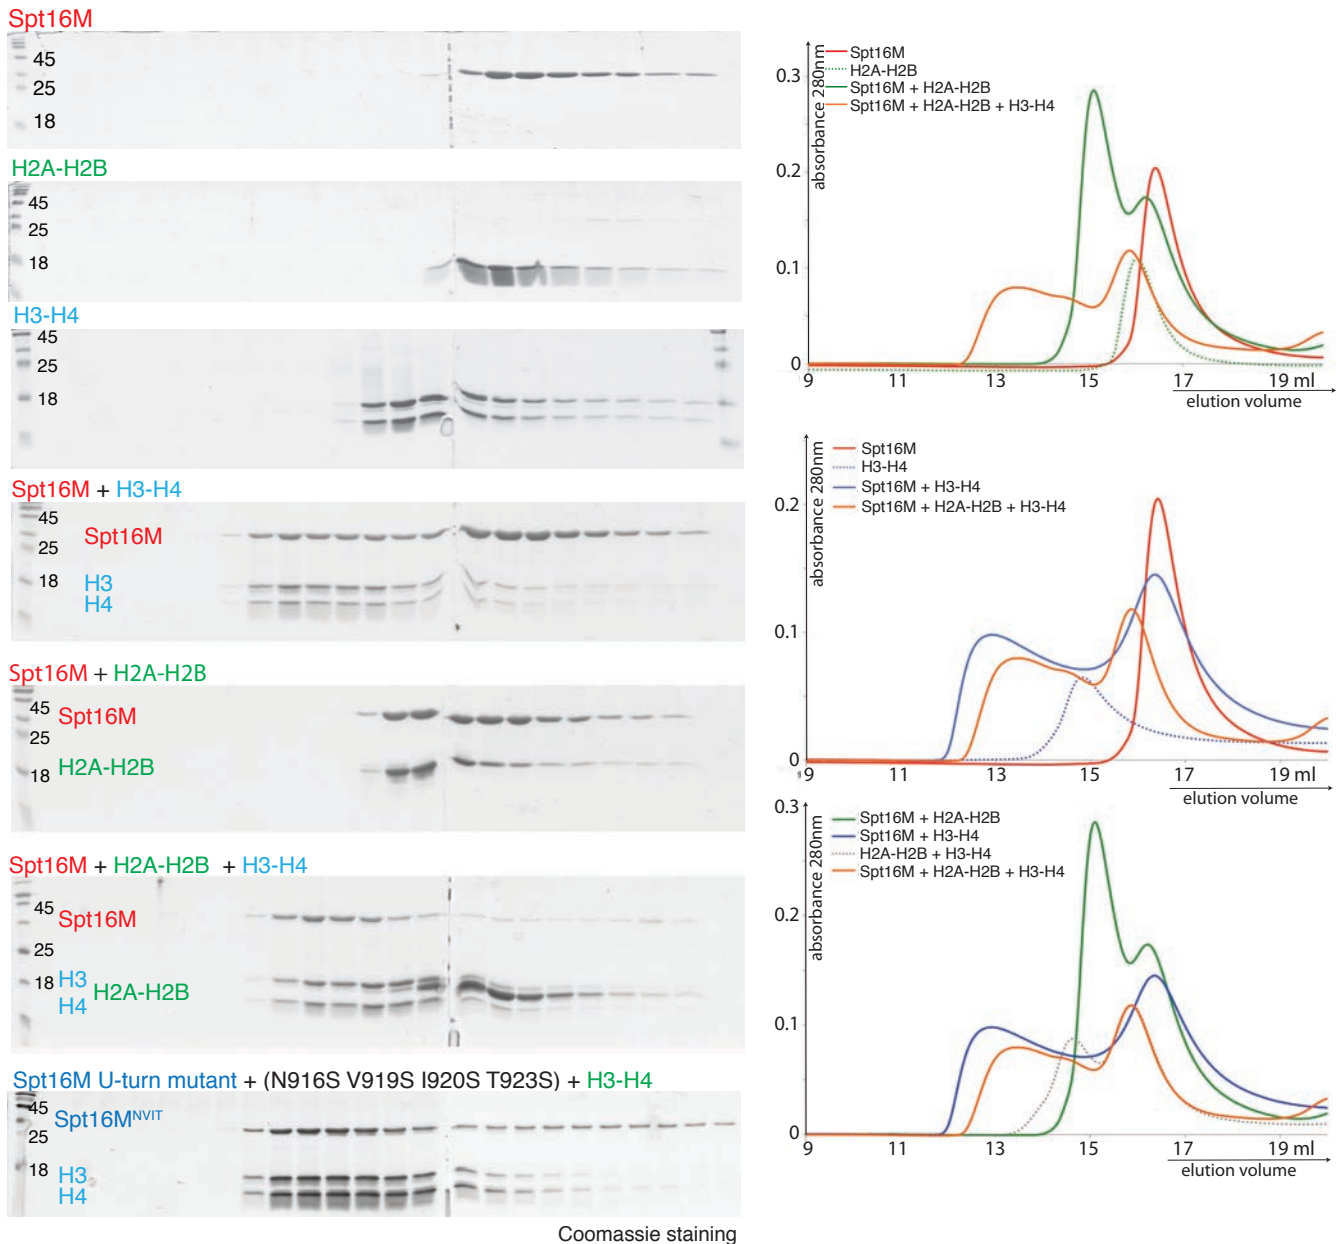 Spt16M
45
25
18
H2A-H2B
45
25
18
H3-H4
45
25
18
Spt16M + H3-H4
45
Spt16M
25
18
H3
H4
Spt16M + H2A-H2B
45
Spt16M
25
18
H2A-H2B
Spt16M + H2A-H2B + H3-H4
45
Spt16M
25
18
H3
H2A-H2B
H4
Spt16M U-turn mutant + (N916S V919S I920S T923S) + H3-H4
45
Spt16M^NVIT
25
18
H3
H4
Coomassie staining
absorbance 280nm
Spt16M
H2A-H2B
Spt16M + H2A-H2B
Spt16M + H2A-H2B + H3-H4
0.3
0.2
0.1
0
9 11 13 15 17 19 ml
elution volume
absorbance 280nm
Spt16M
H3-H4
Spt16M + H3-H4
Spt16M + H2A-H2B + H3-H4
0.2
0.1
0
9 11 13 15 17 19 ml
elution volume
absorbance 280nm
Spt16M + H2A-H2B
Spt16M + H3-H4
H2A-H2B + H3-H4
Spt16M + H2A-H2B + H3-H4
0.3
0.2
0.1
0
9 11 13 15 17 19 ml
elution volume